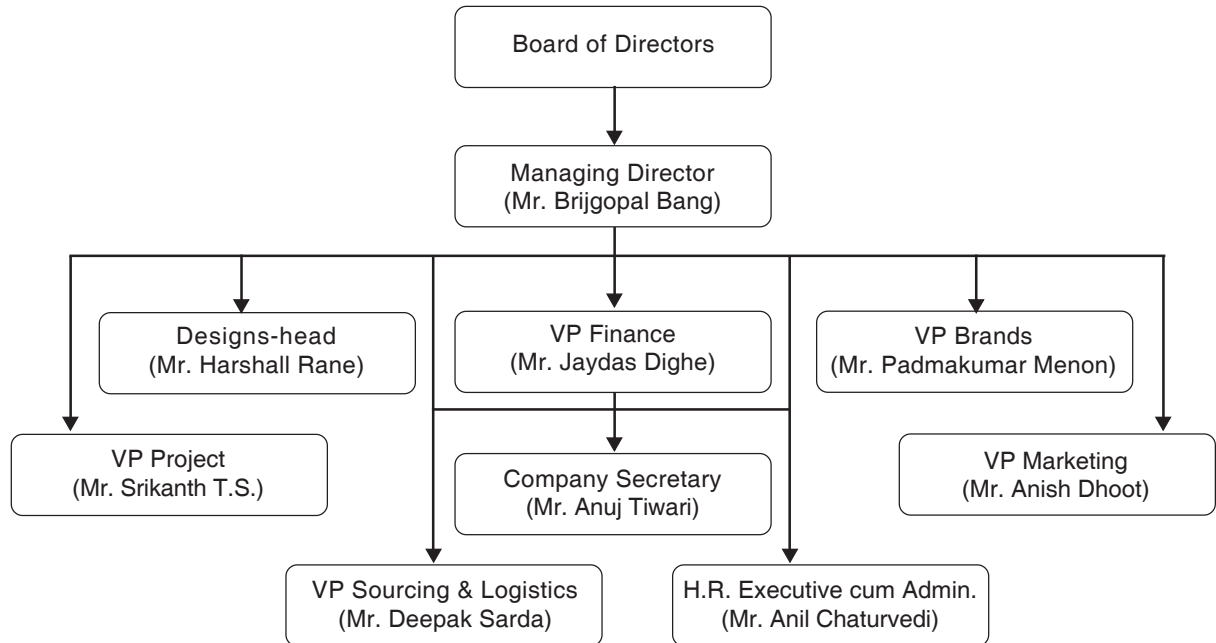 Board of Directors
Managing Director
(Mr. Brijgopal Bang)
Designs-head
(Mr. Harshall Rane)
VP Finance
(Mr. Jaydas Dighe)
VP Brands
(Mr. Padmakumar Menon)
VP Project
(Mr. Srikanth T.S.)
Company Secretary
(Mr. Anuj Tiwari)
VP Marketing
(Mr. Anish Dhoot)
VP Sourcing & Logistics
(Mr. Deepak Sarda)
H.R. Executive cum Admin.
(Mr. Anil Chaturvedi)